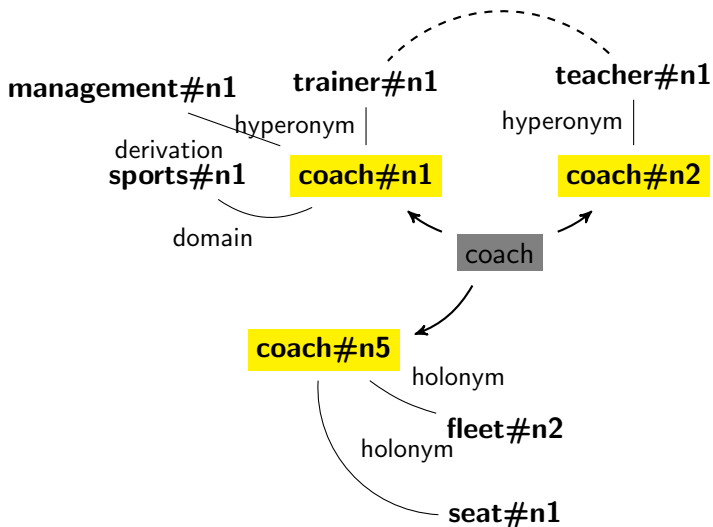 management#n1
trainer#n1
teacher#n1
hyperonym
hyperonym
derivation
sports#n1
coach#n1
coach#n2
domain
coach
coach#n5
holonym
fleet#n2
holonym
seat#n1